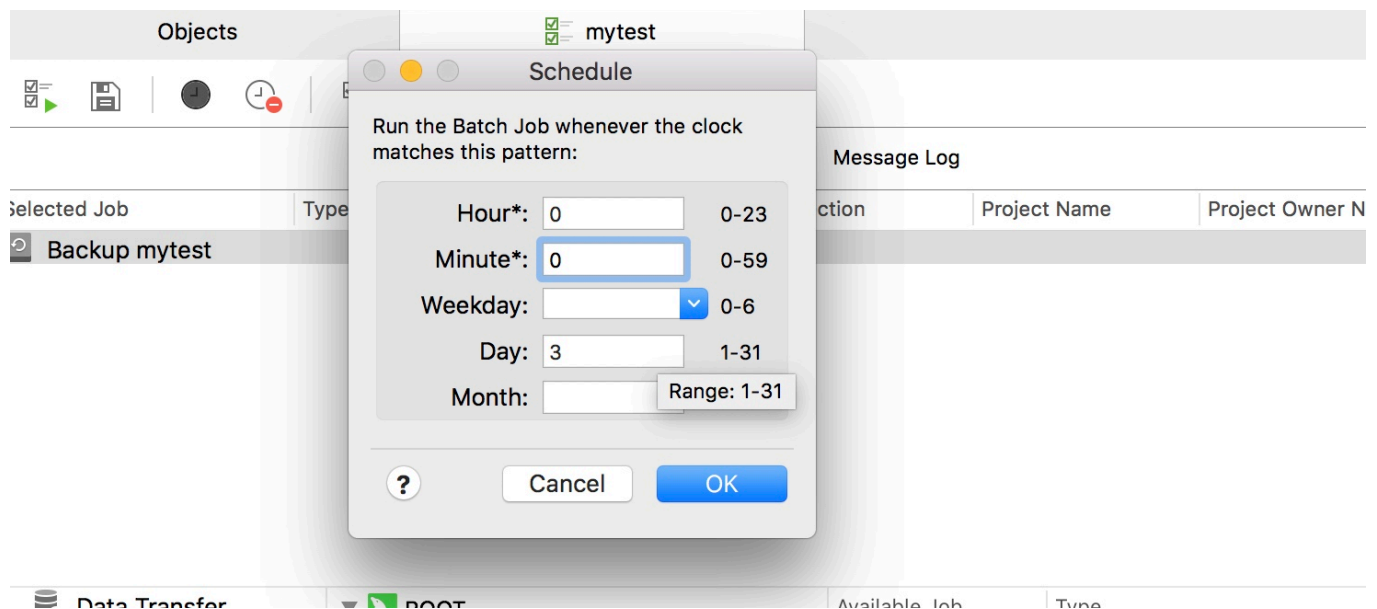 Objects
mytest
Schedule
Run the Batch Job whenever the clock
matches this pattern:
Hour*: 0 0-23
Minute*: 0 0-59
Weekday: 0-6
Day: 3 1-31
Month:
Range: 1-31
? Cancel OK
Message Log
Selected Job Type ction Project Name Project Owner N
Backup mytest
Data Transfer ROOT Available Job Type